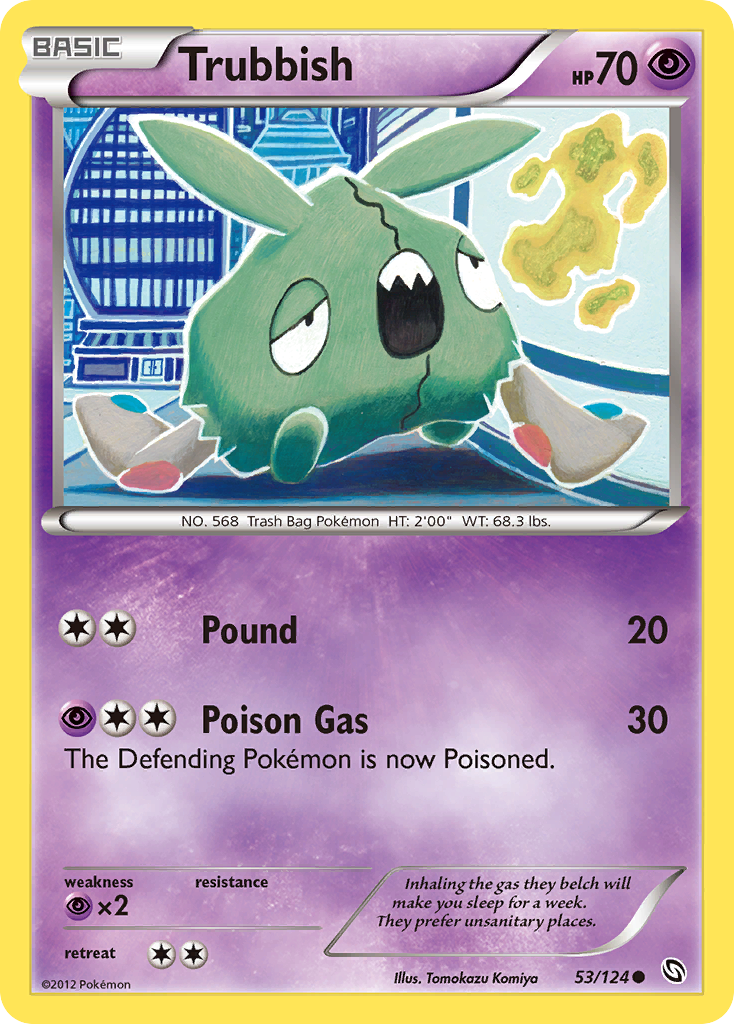 BASIC
Trubbish
HP70
NO. 568 Trash Bag Pokémon HT: 2'00" WT: 68.3 lbs.
Pound 20
Poison Gas 30
The Defending Pokémon is now Poisoned.
weakness resistance
×2
retreat
Inhaling the gas they belch will
make you sleep for a week.
They prefer unsanitary places.
©2012 Pokémon
Illus. Tomokazu Komiya
53/124